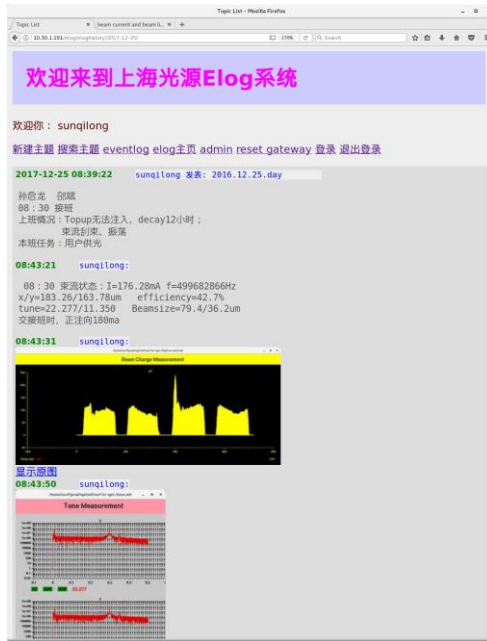 Topic List - Mozilla Firefox
Topic List
beam current and beam li...
10.30.1.191/elog/eloghistory/2017-12-25/
170%
Search
欢迎来到上海光源Elog系统
欢迎你： sunqilong
新建主题 搜索主题 eventlog elog主页 admin reset gateway 登录 退出登录
2017-12-25 08:39:22 sunqilong 发表: 2016.12.25.day
孙启龙 邵斌
08：30 接班
上班情况：Topup无法注入, decay12小时；
束流刮束、振荡
本班任务：用户供光
08:43:21 sunqilong:
08：30 束流状态：I=176.28mA f=499682866Hz
x/y=183.26/163.78um efficiency=42.7%
tune=22.277/11.350 Beamsize=79.4/36.2um
交接班时, 正注向180ma
08:43:31 sunqilong:
Beam Charge Measurement
显示原图
08:43:50 sunqilong:
Tune Measurement